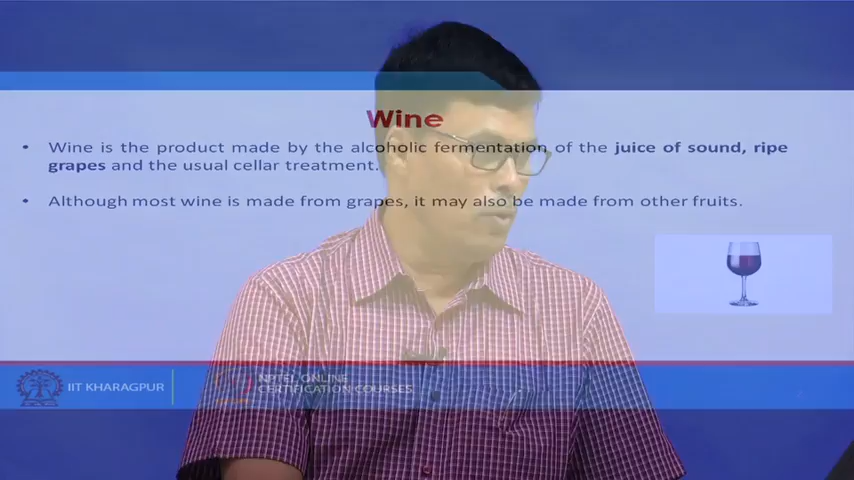 Wine
• Wine is the product made by the alcoholic fermentation of the juice of sound, ripe
grapes and the usual cellar treatment.
• Although most wine is made from grapes, it may also be made from other fruits.
IIT KHARAGPUR
NPTEL ONLINE
CERTIFICATION COURSES